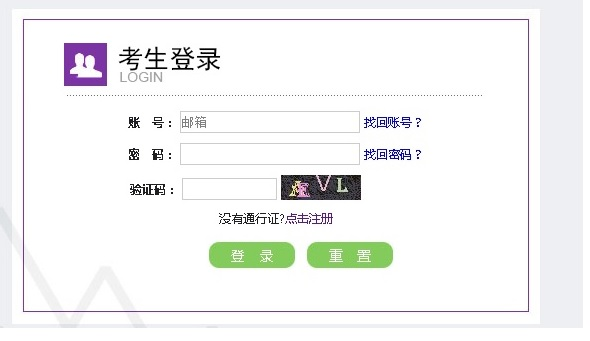 考生登录
LOGIN
账 号： 邮箱 找回账号？
密 码： 找回密码？
验证码： V L
没有通行证?点击注册
登 录 重 置